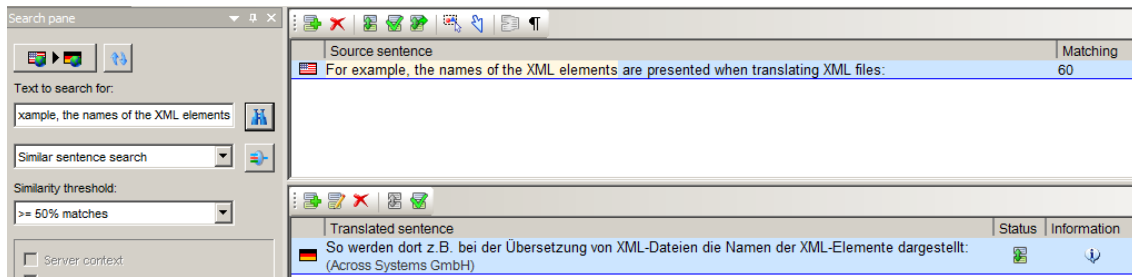 Search pane
Text to search for:
xample, the names of the XML elements
Similar sentence search
Similarity threshold:
>= 50% matches
Server context
Source sentence Matching
For example, the names of the XML elements are presented when translating XML files: 60
Translated sentence Status Information
So werden dort z.B. bei der Übersetzung von XML-Dateien die Namen der XML-Elemente dargestellt:
(Across Systems GmbH)